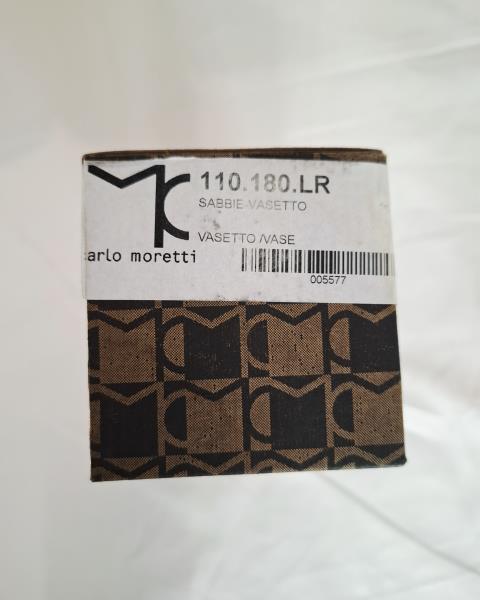 110.180.LR
SABBIE-VASETTO
VASETTO /VASE
arlo moretti
005577